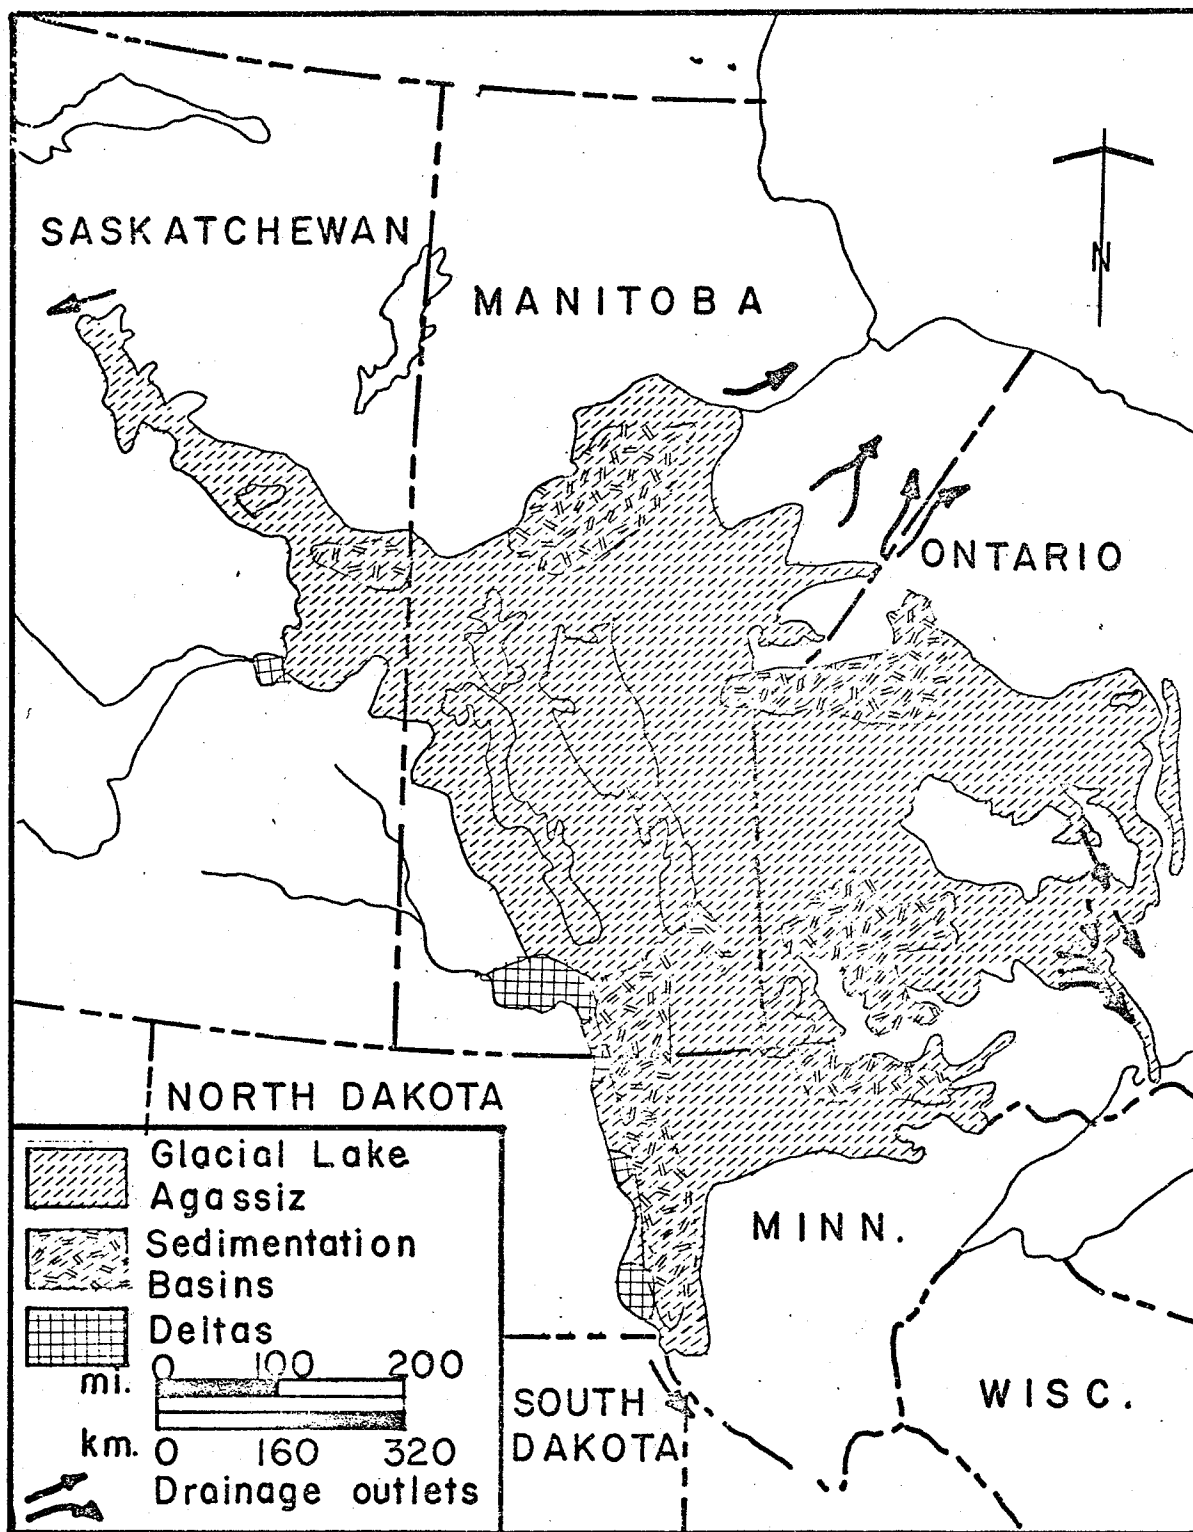 SASKATCHEWAN
MANITOBA
N
ONTARIO
NORTH DAKOTA
MINN.
SOUTH
DAKOTA
WISC.
Glacial Lake
Agassiz
Sedimentation
Basins
Deltas
mi. 0 100 200
km. 0 160 320
Drainage outlets